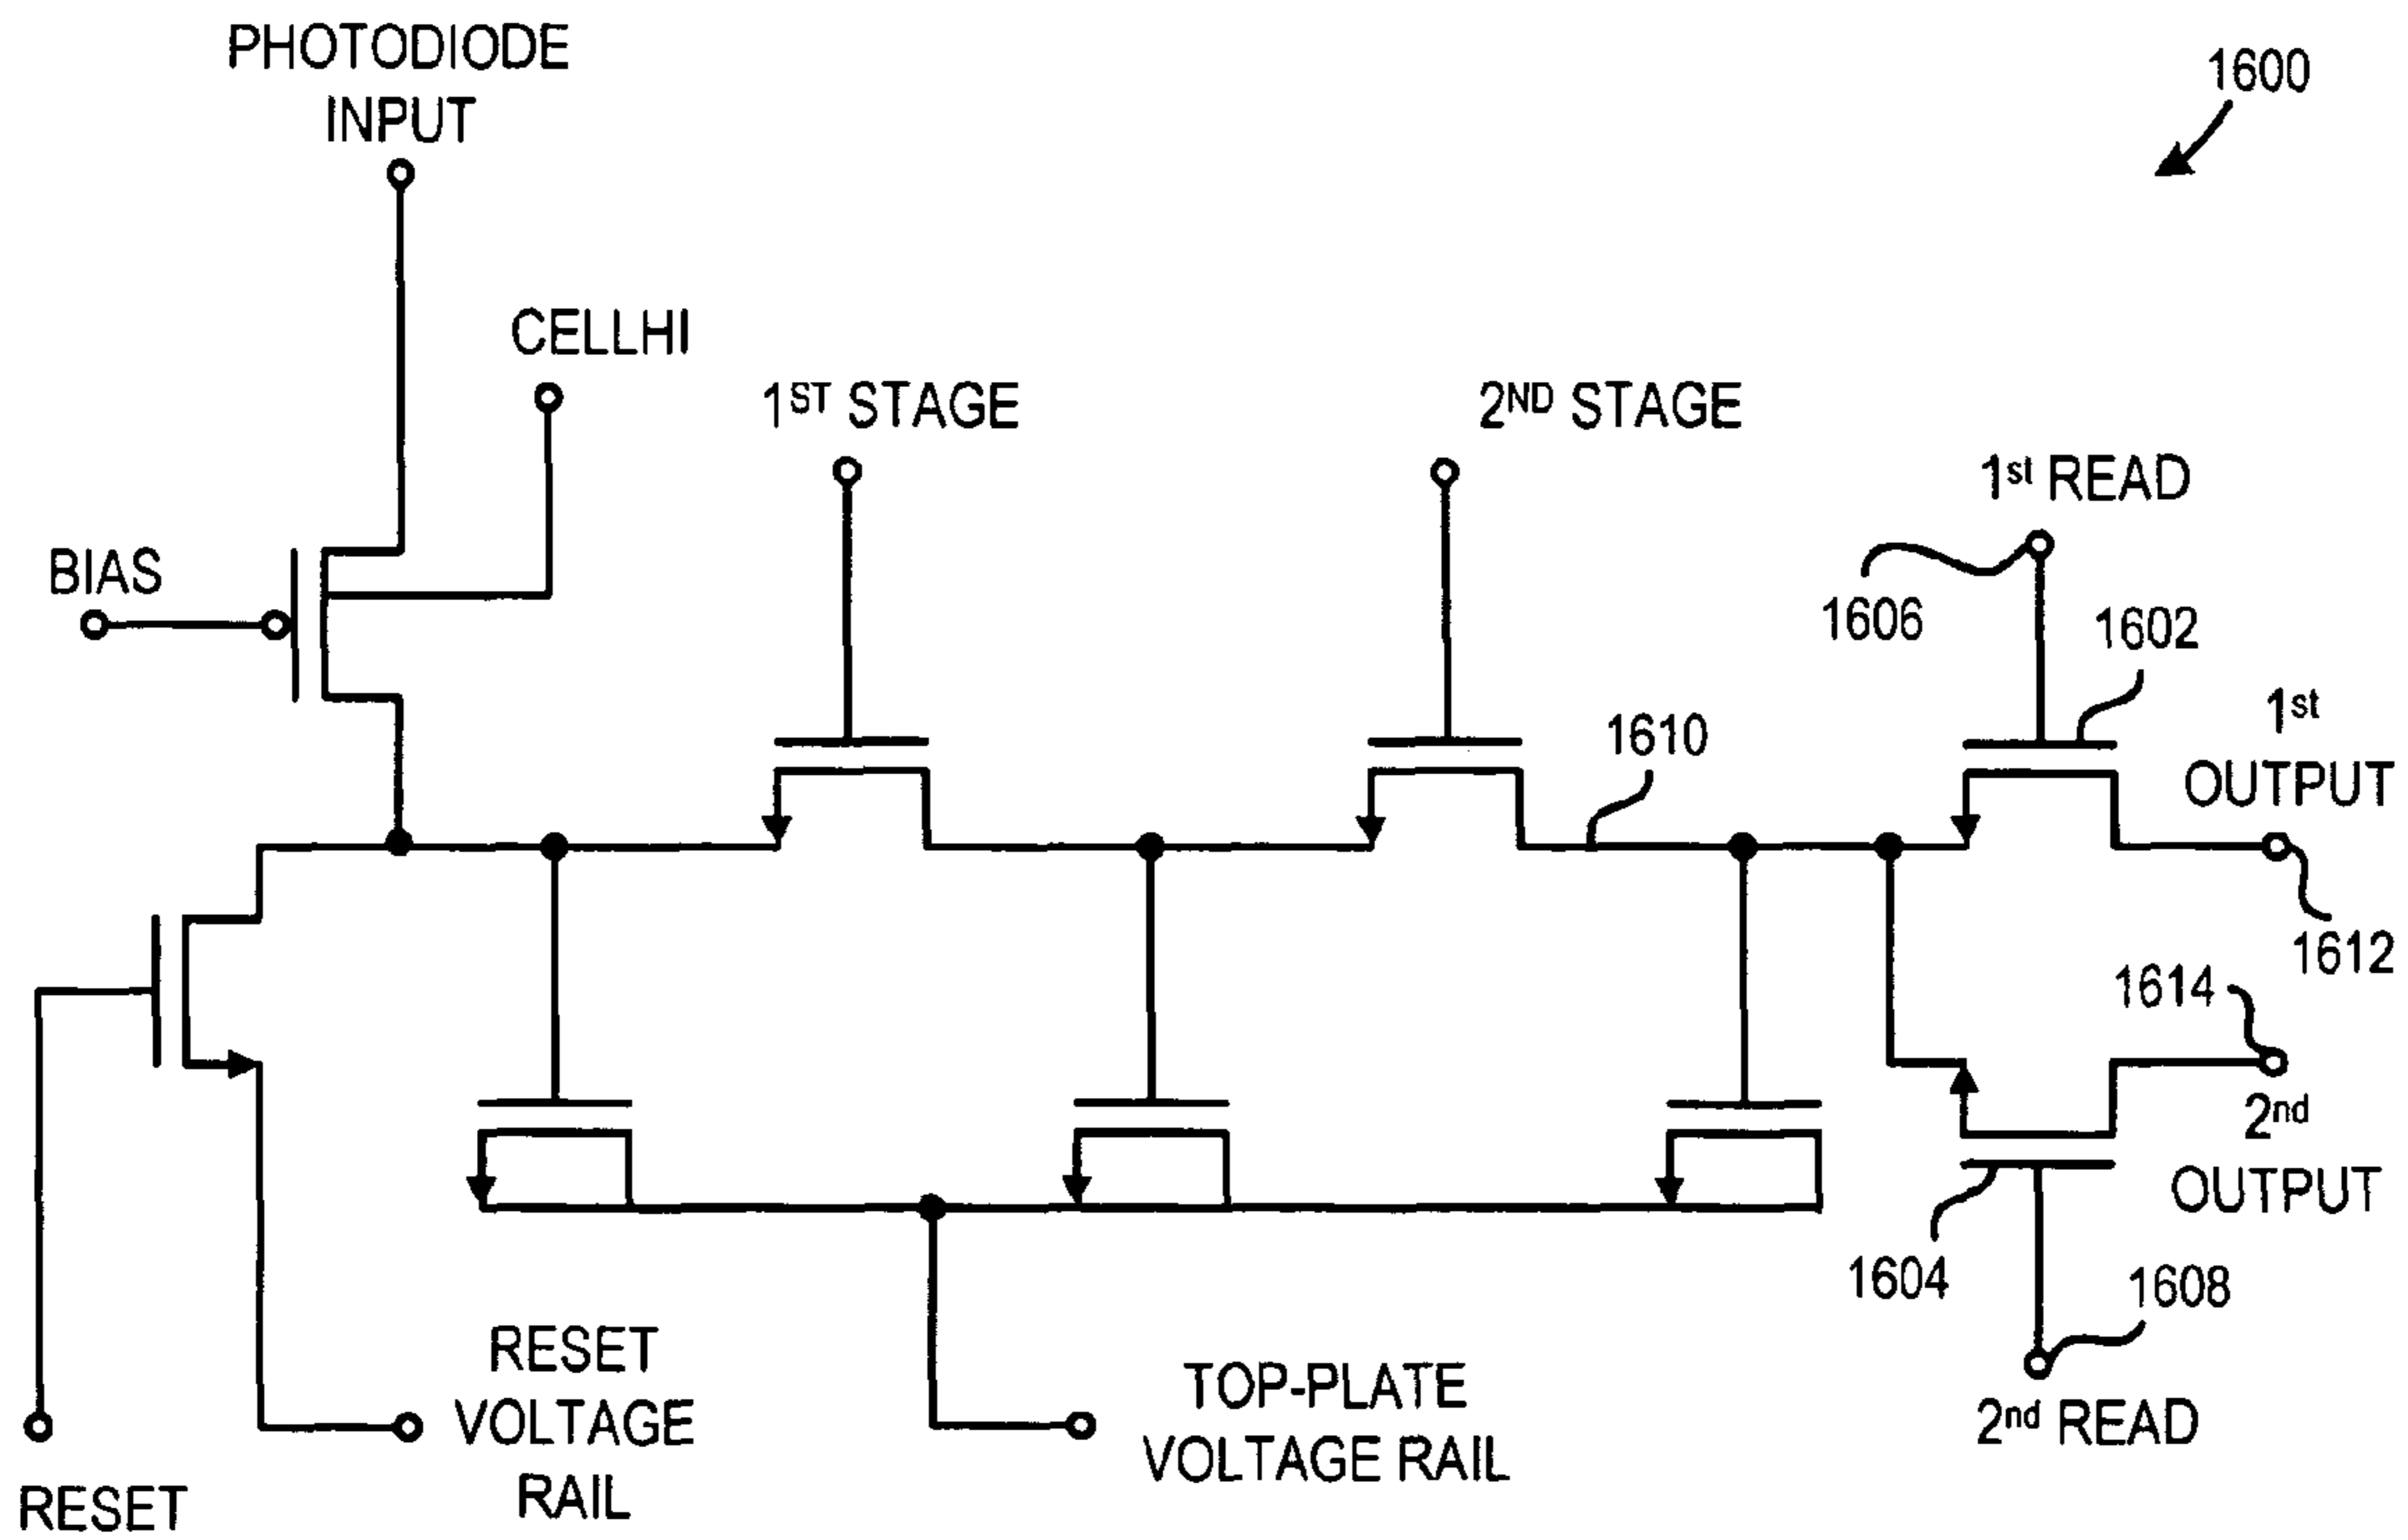 PHOTODIODE
INPUT
1600
CELLHI
1ST STAGE
2ND STAGE
1st READ
BIAS
1606
1602
1610
1st
OUTPUT
1612
1614
2nd
OUTPUT
1604
1608
2nd READ
RESET
VOLTAGE
RAIL
TOP-PLATE
VOLTAGE RAIL
RESET